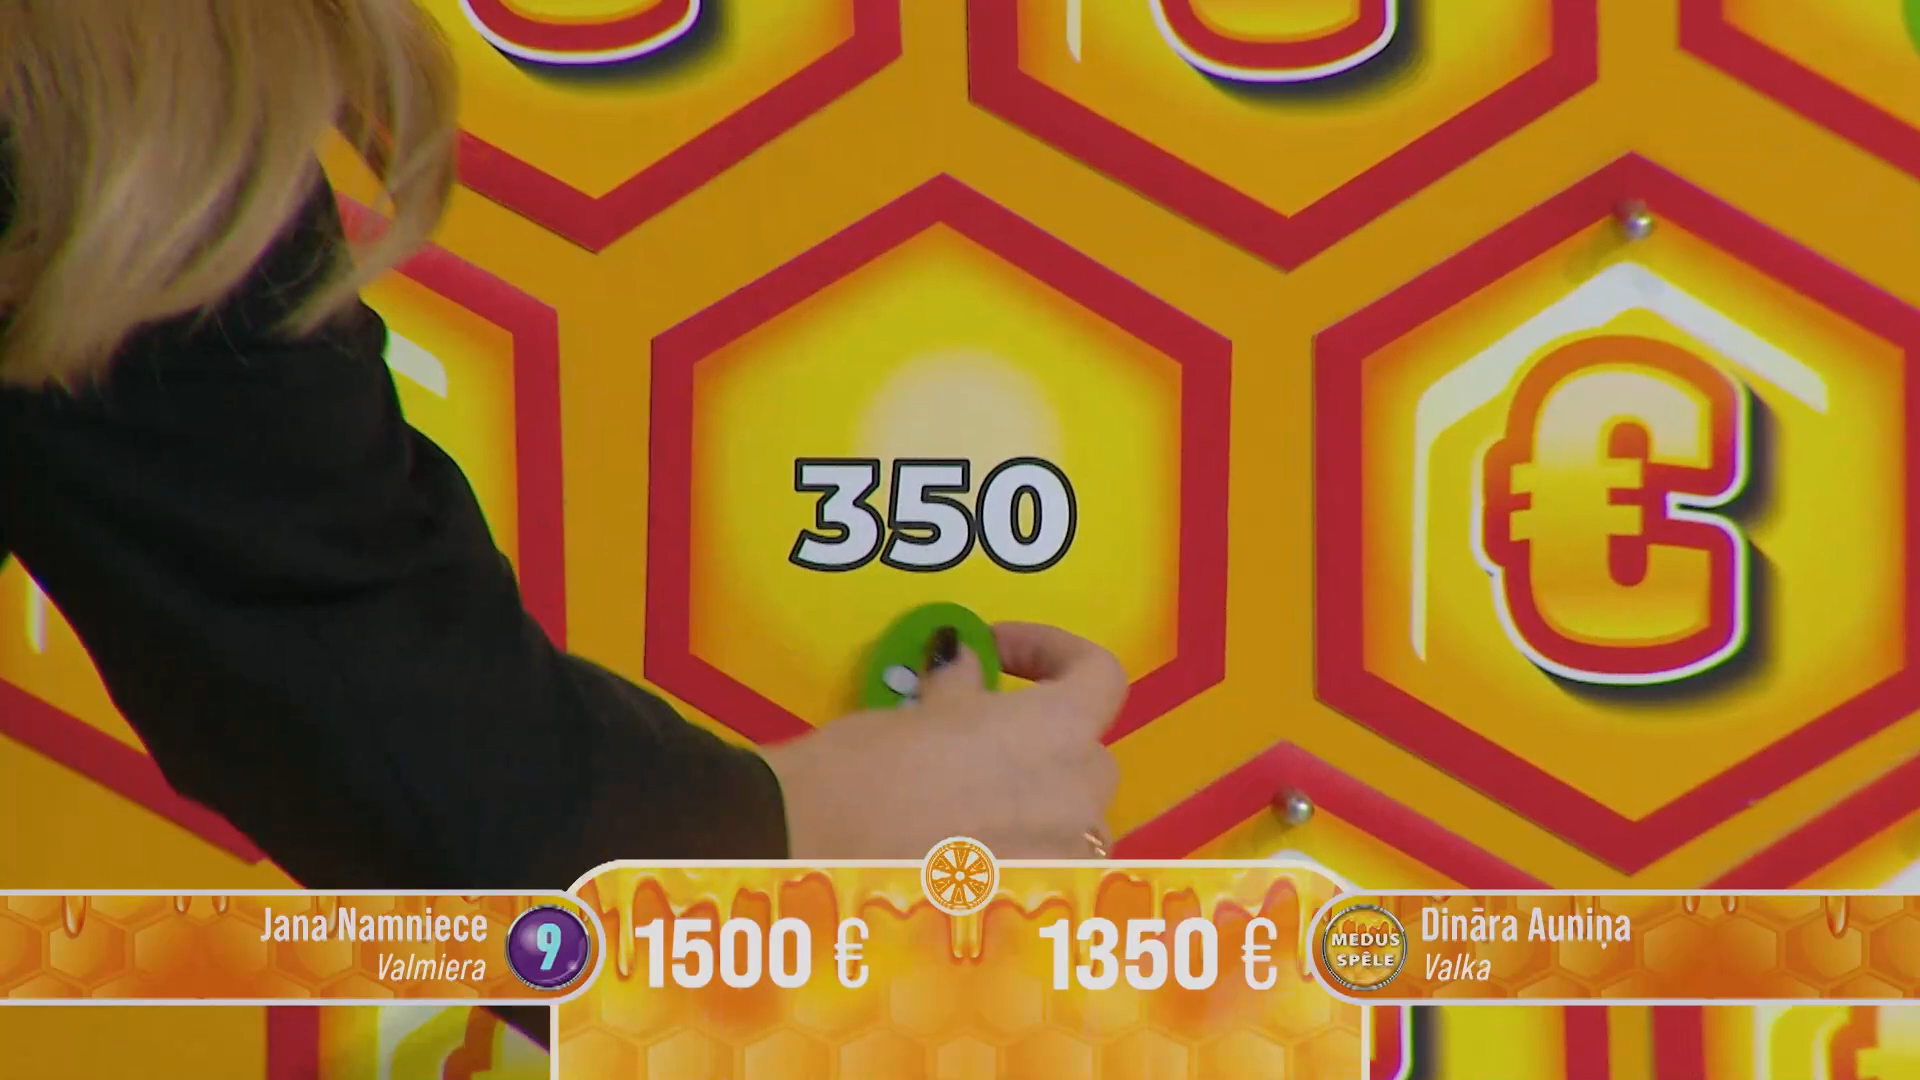 €
350
Jana Namniece
Valmiera
9
1500 €
1350 €
MEDUS
SPĒLE
Dināra Auniņa
Valka